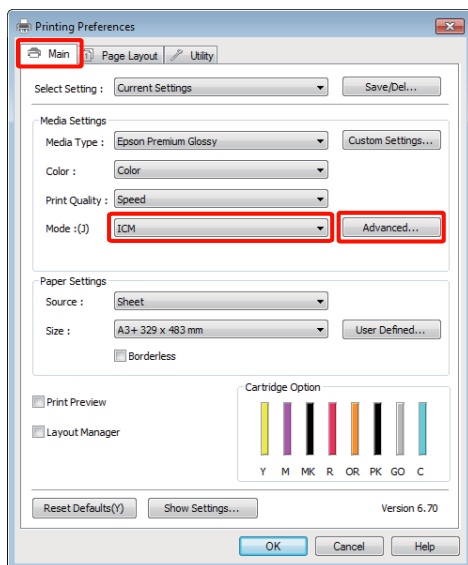 Printing Preferences
Main Page Layout Utility
Select Setting : Current Settings Save/Del...
Media Settings
Media Type : Epson Premium Glossy Custom Settings...
Color : Color
Print Quality : Speed
Mode :(J) ICM Advanced...
Paper Settings
Source : Sheet
Size : A3+ 329 x 483 mm User Defined...
Borderless
Cartridge Option
Print Preview
Layout Manager
Y M MK R OR PK GO C
Reset Defaults(Y) Show Settings... Version 6.70
OK Cancel Help